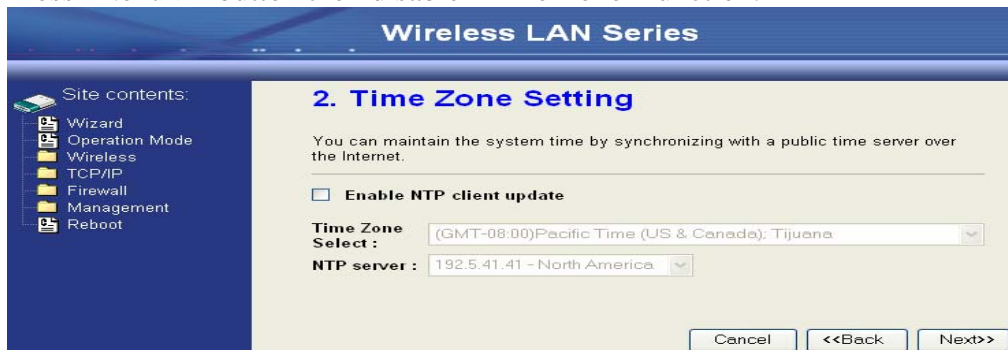 Wireless LAN Series
Site contents:
Wizard
Operation Mode
Wireless
TCP/IP
Firewall
Management
Reboot
2. Time Zone Setting
You can maintain the system time by synchronizing with a public time server over
the Internet.
Enable NTP client update
Time Zone
Select :
(GMT-08:00)Pacific Time (US & Canada); Tijuana
NTP server :
192.5.41.41 - North America
Cancel
<<Back
Next>>